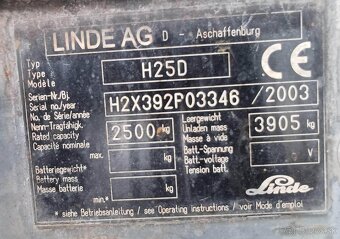 LINDE AG D - Aschaffenburg
Typ
Type
Modèle
H25D
CE
Serien-Nr./Bj.
Serial no./year
No. de Série/année
H2X392P03346 / 2003
Nenn-Tragfähigk.
Rated capacity
Capacité nominale
2500 kg
Leergewicht
Unladen mass
Masse à vide
3905 kg
max. kg
Batt.-Spannung
Batt.-voltage
Tension batt.
V
Batteriegewicht*
Battery mass
Masse batterie
min.* kg
Linde
* siehe Betriebsanleitung / see Operating instructions / voir Mode d'emploi